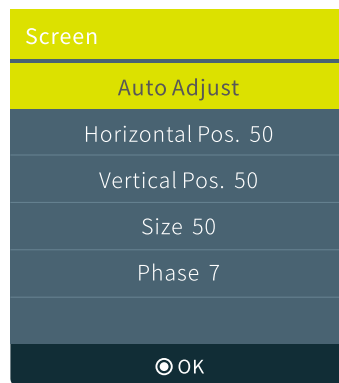 Screen
Auto Adjust
Horizontal Pos. 50
Vertical Pos. 50
Size 50
Phase 7
OK